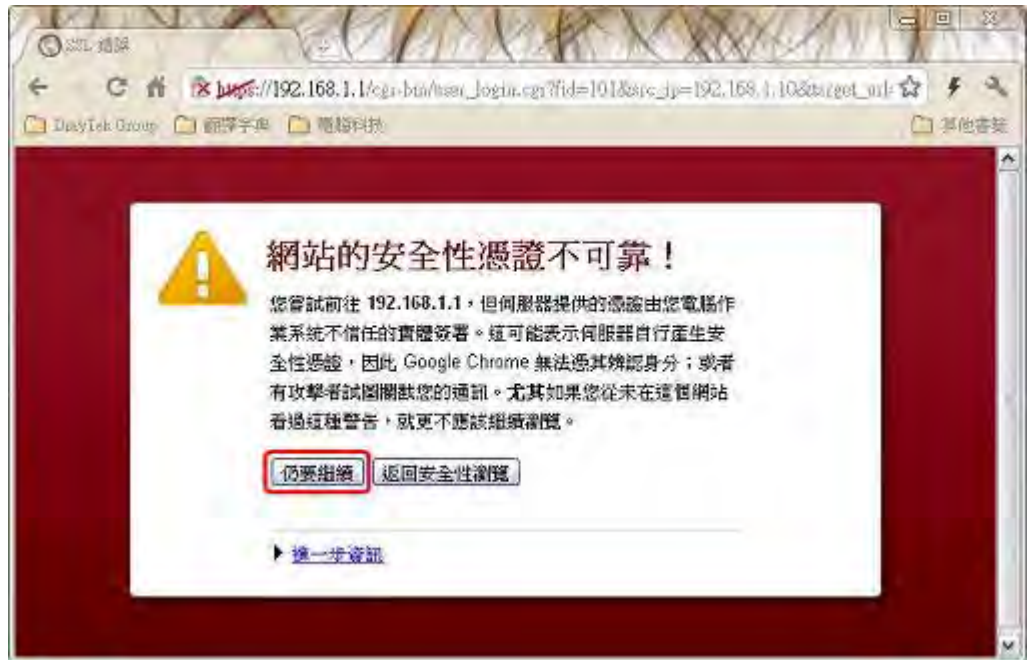 SSL 錯誤
https://192.168.1.1/cgi-bin/user_login.cgi?fid=101&src_ip=192.168.1.10&target_url=
DrayTek Group 翻譯字典 電腦科技 其他書籤
網站的安全性憑證不可靠！
您嘗試前往 192.168.1.1，但伺服器提供的憑證由您電腦作
業系統不信任的實體簽署。這可能表示伺服器自行產生安
全性憑證，因此 Google Chrome 無法憑其辨認身分；或者
有攻擊者試圖攔截您的通訊。尤其如果您從未在這個網站
看過這種警告，就更不應該繼續瀏覽。
仍要繼續 返回安全性瀏覽
進一步資訊